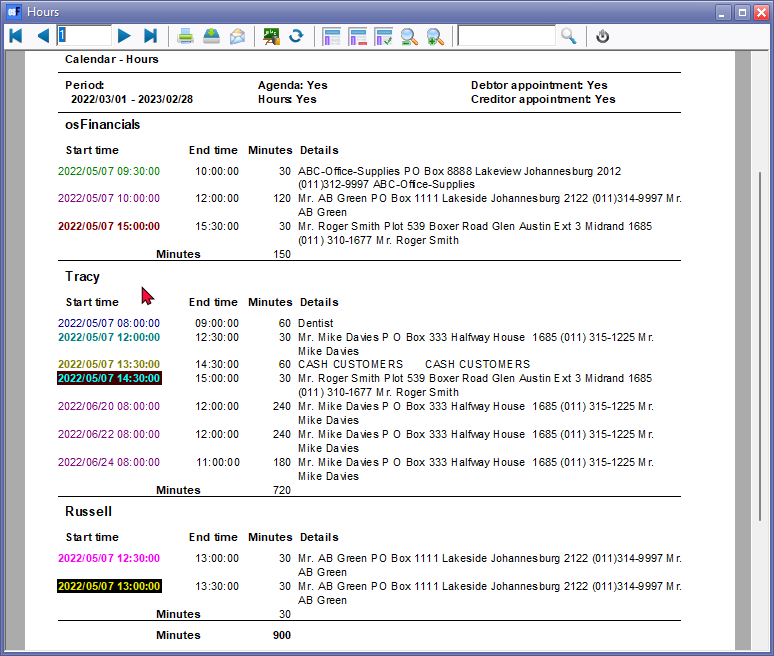 Hours
1
Calendar - Hours
Period: Agenda: Yes Debtor appointment: Yes
2022/03/01 - 2023/02/28 Hours: Yes Creditor appointment: Yes
osFinancials
Start time End time Minutes Details
2022/05/07 09:30:00 10:00:00 30 ABC-Office-Supplies PO Box 8888 Lakeview Johannesburg 2012
(011)312-9997 ABC-Office-Supplies
2022/05/07 10:00:00 12:00:00 120 Mr. AB Green PO Box 1111 Lakeside Johannesburg 2122 (011)314-9997 Mr.
AB Green
2022/05/07 15:00:00 15:30:00 30 Mr. Roger Smith Plot 539 Boxer Road Glen Austin Ext 3 Midrand 1685
(011) 310-1677 Mr. Roger Smith
Minutes 150
Tracy
Start time End time Minutes Details
2022/05/07 08:00:00 09:00:00 60 Dentist
2022/05/07 12:00:00 12:30:00 30 Mr. Mike Davies P O Box 333 Halfway House 1685 (011) 315-1225 Mr.
Mike Davies
2022/05/07 13:30:00 14:30:00 60 CASH CUSTOMERS CASH CUSTOMERS
2022/05/07 14:30:00 15:00:00 30 Mr. Roger Smith Plot 539 Boxer Road Glen Austin Ext 3 Midrand 1685
(011) 310-1677 Mr. Roger Smith
2022/06/20 08:00:00 12:00:00 240 Mr. Mike Davies P O Box 333 Halfway House 1685 (011) 315-1225 Mr.
Mike Davies
2022/06/22 08:00:00 12:00:00 240 Mr. Mike Davies P O Box 333 Halfway House 1685 (011) 315-1225 Mr.
Mike Davies
2022/06/24 08:00:00 11:00:00 180 Mr. Mike Davies P O Box 333 Halfway House 1685 (011) 315-1225 Mr.
Mike Davies
Minutes 720
Russell
Start time End time Minutes Details
2022/05/07 12:30:00 13:00:00 30 Mr. AB Green PO Box 1111 Lakeside Johannesburg 2122 (011)314-9997 Mr.
AB Green
2022/05/07 13:00:00 13:30:00 30 Mr. AB Green PO Box 1111 Lakeside Johannesburg 2122 (011)314-9997 Mr.
AB Green
Minutes 30
Minutes 900